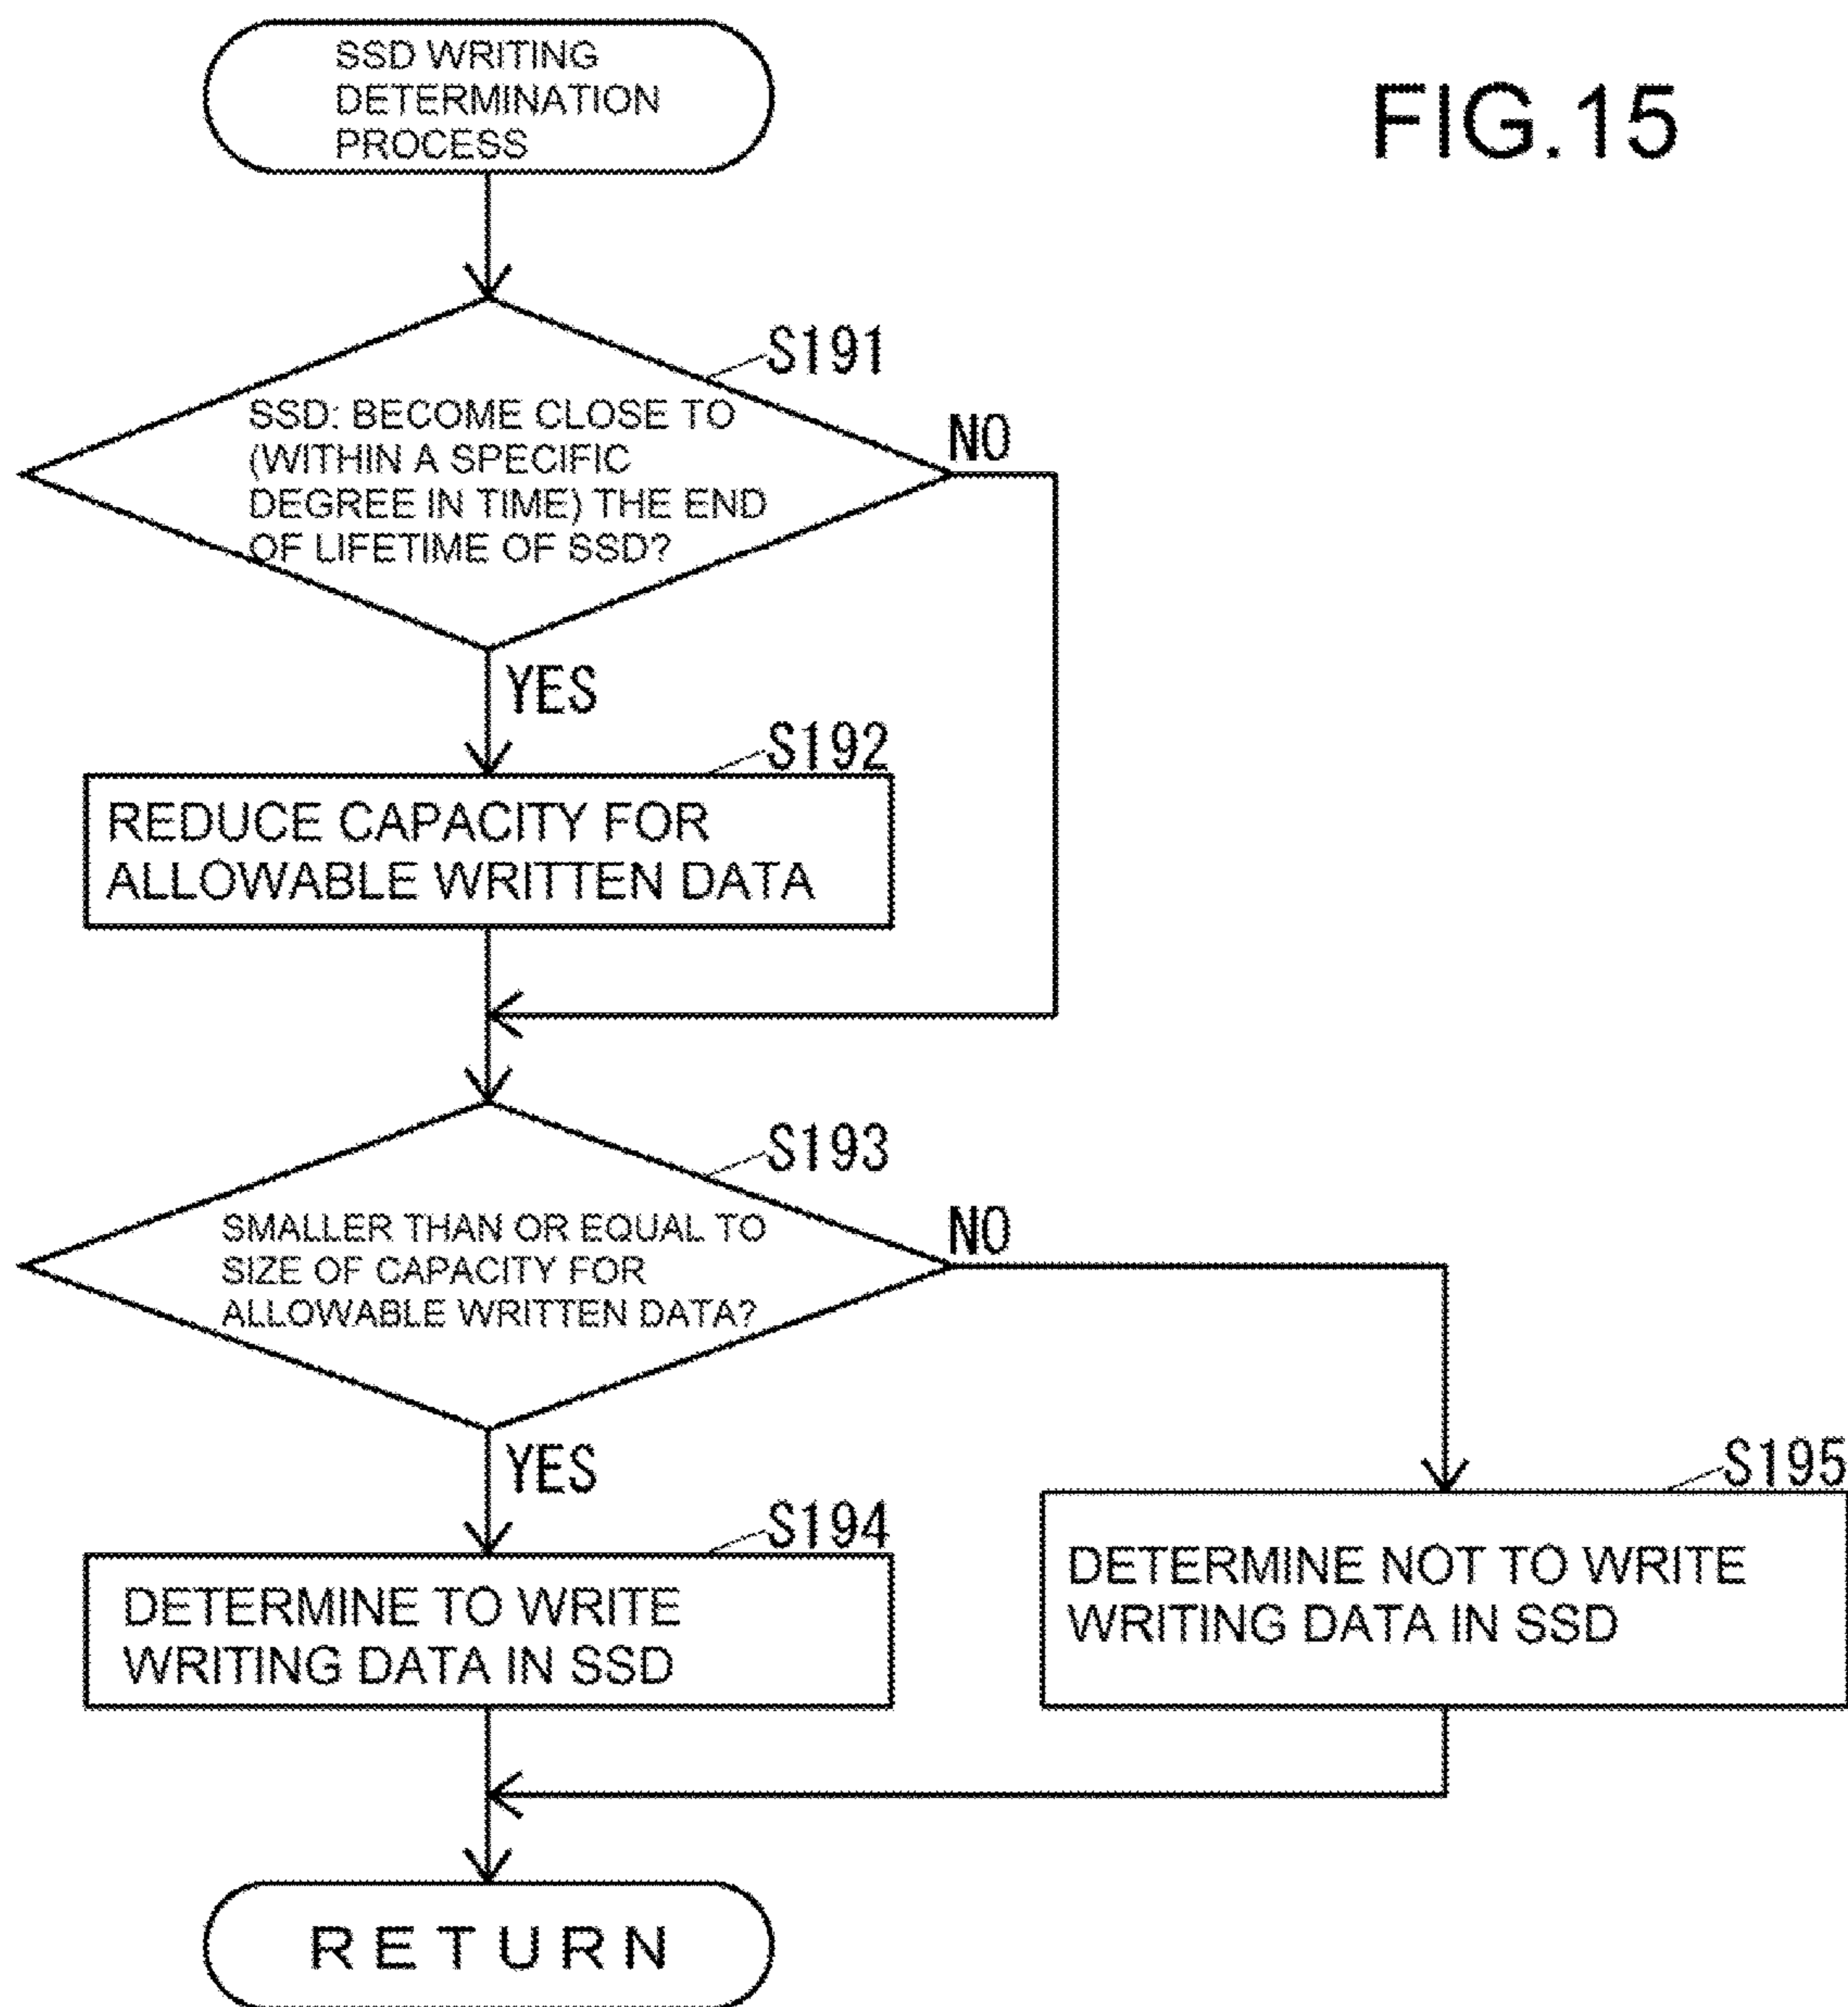 FIG.15
SSD WRITING
DETERMINATION
PROCESS
S191
SSD: BECOME CLOSE TO
(WITHIN A SPECIFIC
DEGREE IN TIME) THE END
OF LIFETIME OF SSD?
NO
YES
S192
REDUCE CAPACITY FOR
ALLOWABLE WRITTEN DATA
S193
SMALLER THAN OR EQUAL TO
SIZE OF CAPACITY FOR
ALLOWABLE WRITTEN DATA?
NO
YES
S194
DETERMINE TO WRITE
WRITING DATA IN SSD
S195
DETERMINE NOT TO WRITE
WRITING DATA IN SSD
RETURN